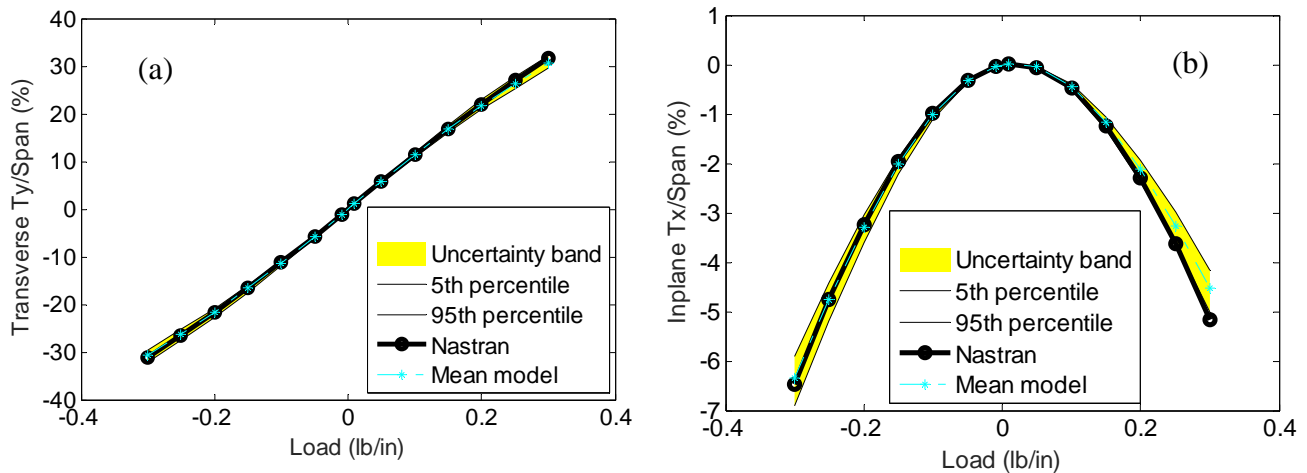 (a)
Transverse Ty/Span (%)
40
30
20
10
0
-10
-20
-30
-40
-0.4
-0.2
0
0.2
0.4
Load (lb/in)
Uncertainty band
5th percentile
95th percentile
Nastran
Mean model
(b)
Inplane Tx/Span (%)
1
0
-1
-2
-3
-4
-5
-6
-7
-0.4
-0.2
0
0.2
0.4
Load (lb/in)
Uncertainty band
5th percentile
95th percentile
Nastran
Mean model